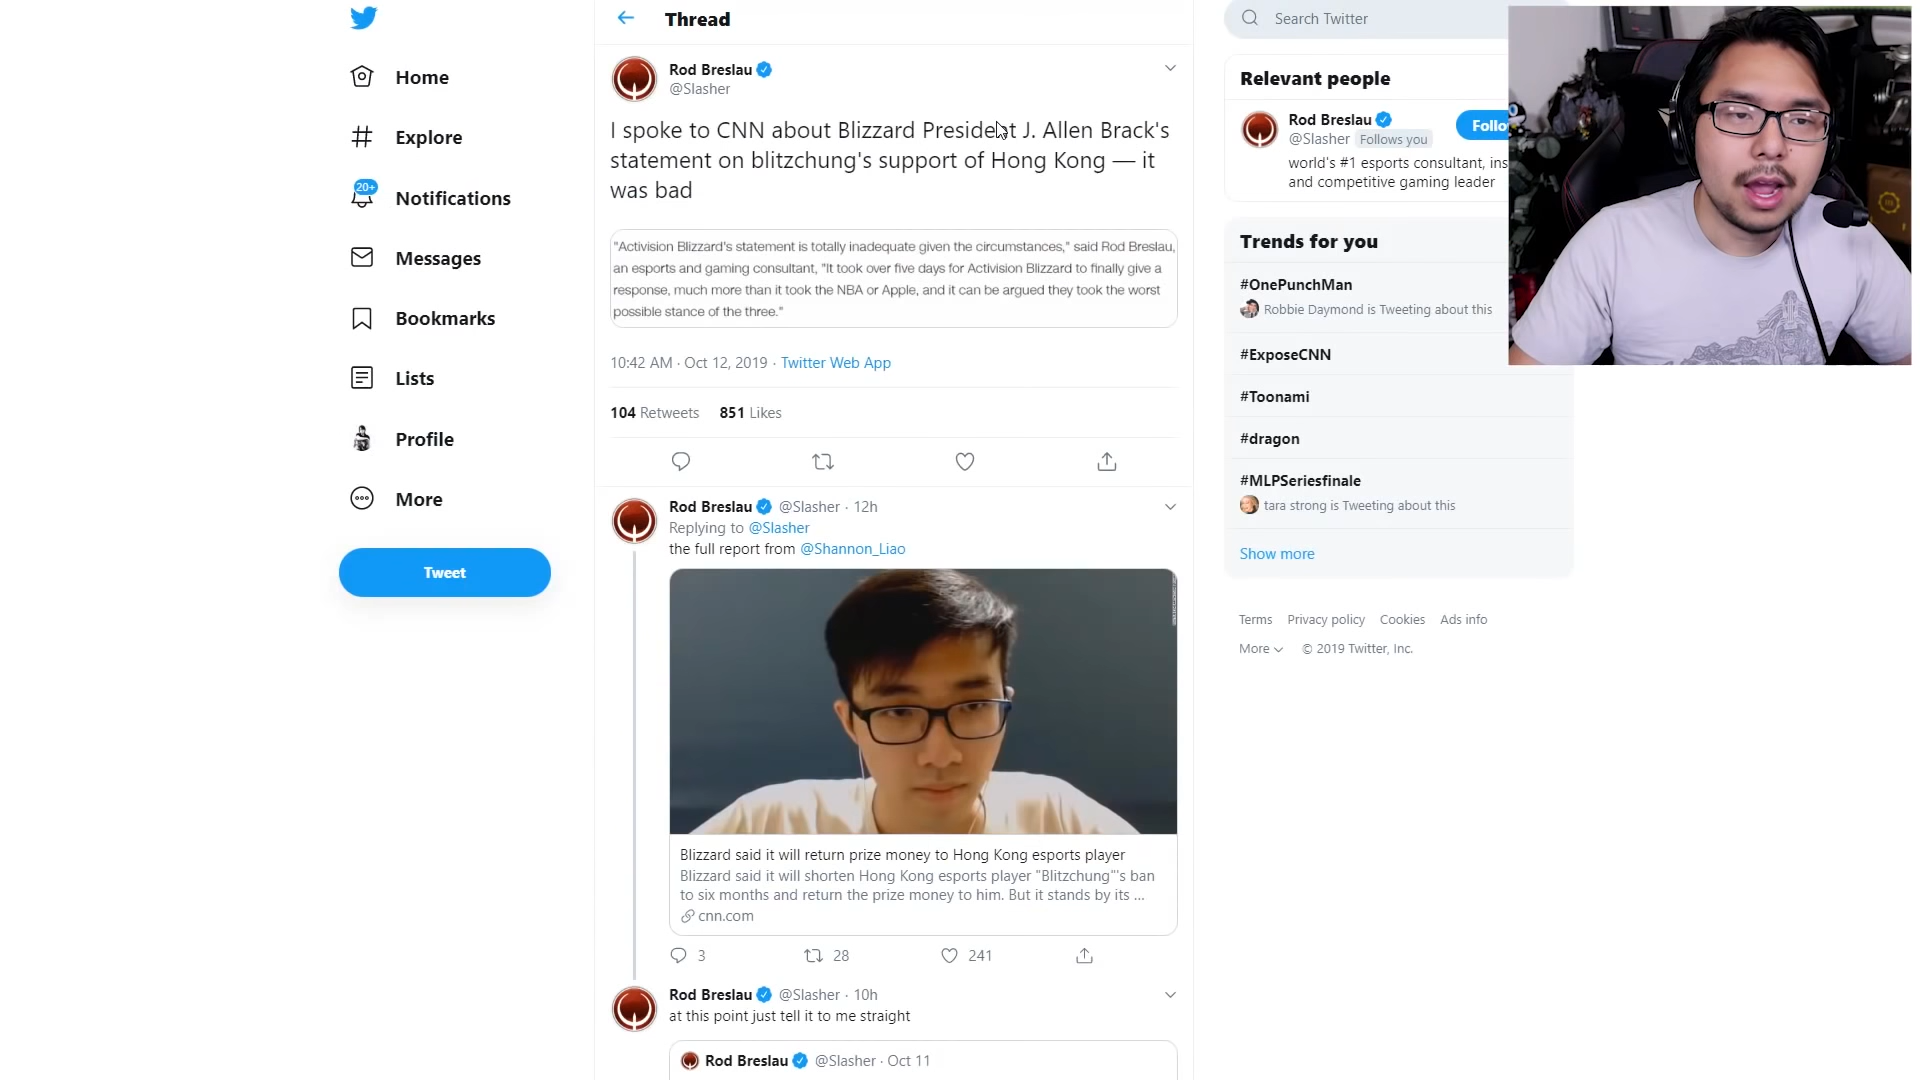 Home
Explore
20+
Notifications
Messages
Bookmarks
Lists
Profile
More
Tweet
Thread
Rod Breslau
@Slasher
I spoke to CNN about Blizzard President J. Allen Brack's
statement on blitzchung's support of Hong Kong — it
was bad
"Activision Blizzard's statement is totally inadequate given the circumstances," said Rod Breslau,
an esports and gaming consultant, "It took over five days for Activision Blizzard to finally give a
response, much more than it took the NBA or Apple, and it can be argued they took the worst
possible stance of the three."
10:42 AM · Oct 12, 2019 · Twitter Web App
104 Retweets 851 Likes
Rod Breslau @Slasher · 12h
Replying to @Slasher
the full report from @Shannon_Liao
Blizzard said it will return prize money to Hong Kong esports player
Blizzard said it will shorten Hong Kong esports player "Blitzchung"'s ban
to six months and return the prize money to him. But it stands by its ...
cnn.com
3 28 241
Rod Breslau @Slasher · 10h
at this point just tell it to me straight
Rod Breslau @Slasher · Oct 11
Search Twitter
Relevant people
Rod Breslau
@Slasher Follows you
Follo
world's #1 esports consultant, ins
and competitive gaming leader
Trends for you
#OnePunchMan
Robbie Daymond is Tweeting about this
#ExposeCNN
#Toonami
#dragon
#MLPSeriesfinale
tara strong is Tweeting about this
Show more
Terms Privacy policy Cookies Ads info
More © 2019 Twitter, Inc.